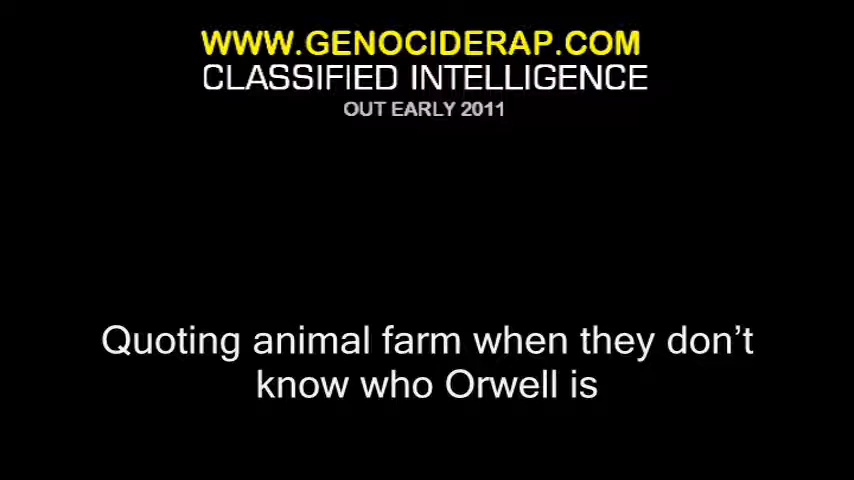 WWW.GENOCIDERAP.COM
CLASSIFIED INTELLIGENCE
OUT EARLY 2011
Quoting animal farm when they don’t
know who Orwell is